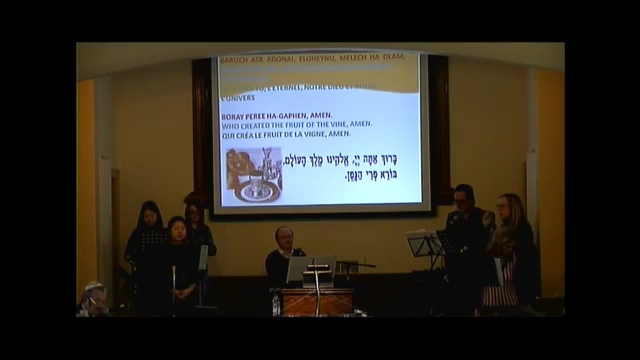 BARUCH ATA ADONAI, ELOHEYNU, MELECH HA OLAM,
L'ETERNEL, NOTRE DIEU
L'UNIVERS
BORAY PEREE HA-GAPHEN, AMEN.
WHO CREATED THE FRUIT OF THE VINE, AMEN.
QUI CRÉA LE FRUIT DE LA VIGNE, AMEN.
בָּרוּךְ אַתָּה יְיָ, אֱלֹקֵינוּ מֶלֶךְ הָעוֹלָם,
בּוֹרֵא פְּרִי הַגָּפֶן.